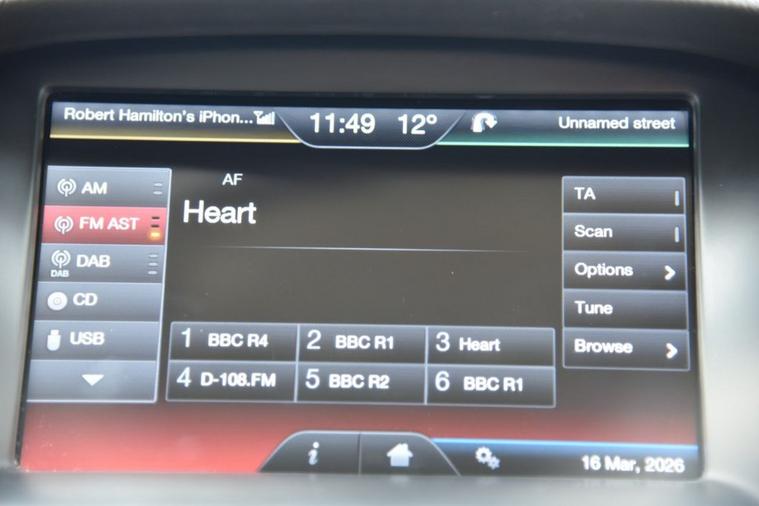 Robert Hamilton's iPhon...
11:49 12°
Unnamed street
AM
FM AST
DAB
DAB
CD
USB
AF
Heart
TA
Scan
Options
Tune
Browse
1 BBC R4
2 BBC R1
3 Heart
4 D-108.FM
5 BBC R2
6 BBC R1
i
16 Mar, 2026